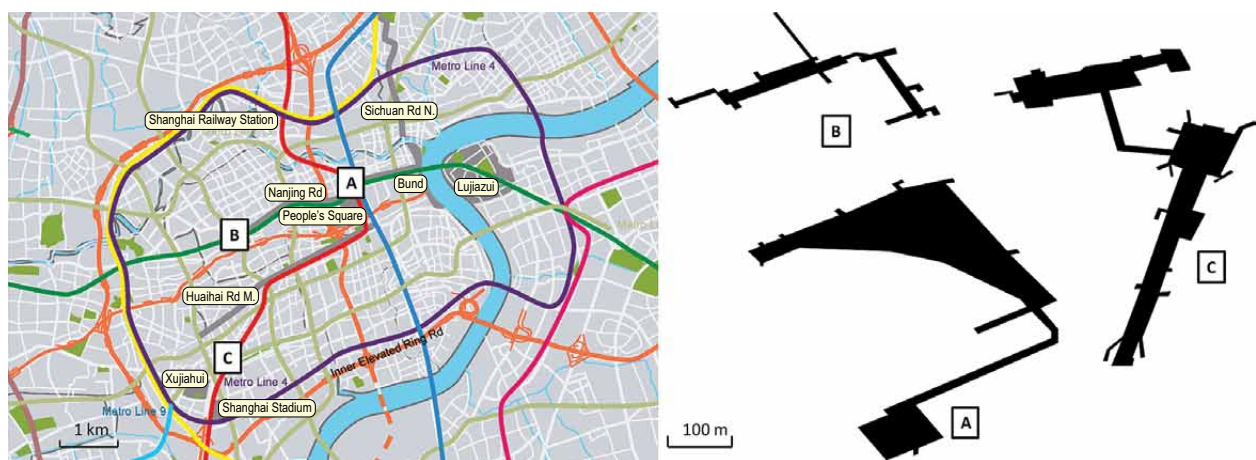 Metro Line 4
Sichuan Rd N.
Shanghai Railway Station
A
Nanjing Rd
Bund
Lujiazui
People's Square
B
Huaihai Rd M.
C
Xujiahui
Metro Line 4
Inner Elevated Ring Rd
Shanghai Stadium
Metro Line 9
1 km
B
C
A
100 m